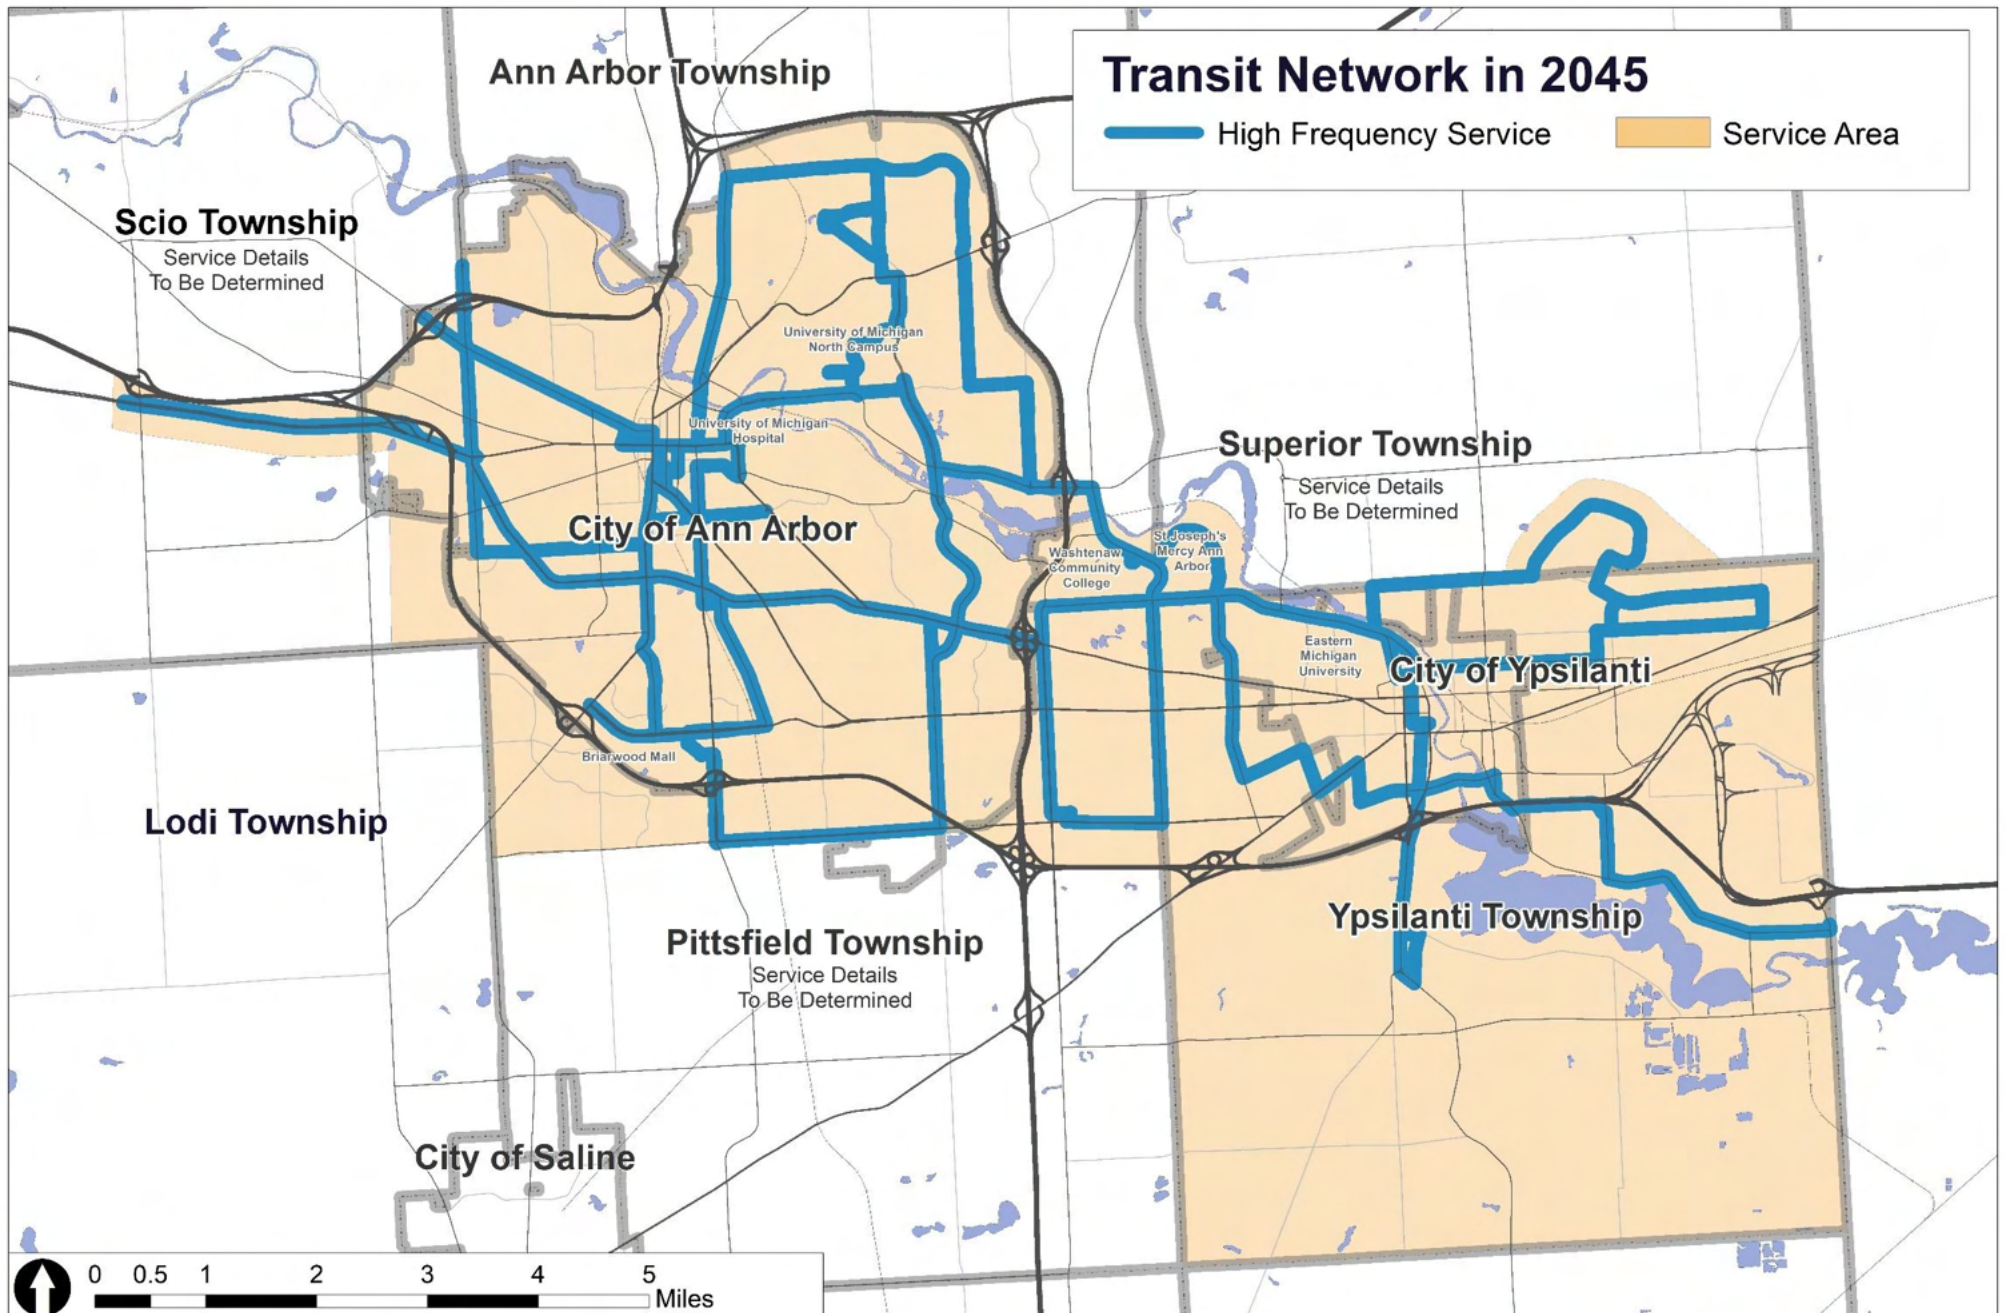 Ann Arbor Township
Transit Network in 2045
High Frequency Service
Service Area
Scio Township
Service Details
To Be Determined
University of Michigan
North Campus
University of Michigan
Hospital
Superior Township
Service Details
To Be Determined
City of Ann Arbor
Washtenaw
Community
College
St Joseph's
Mercy Ann
Arbor
Eastern
Michigan
University
City of Ypsilanti
Briarwood Mall
Lodi Township
Ypsilanti Township
Pittsfield Township
Service Details
To Be Determined
City of Saline
0 0.5 1 2 3 4 5
Miles